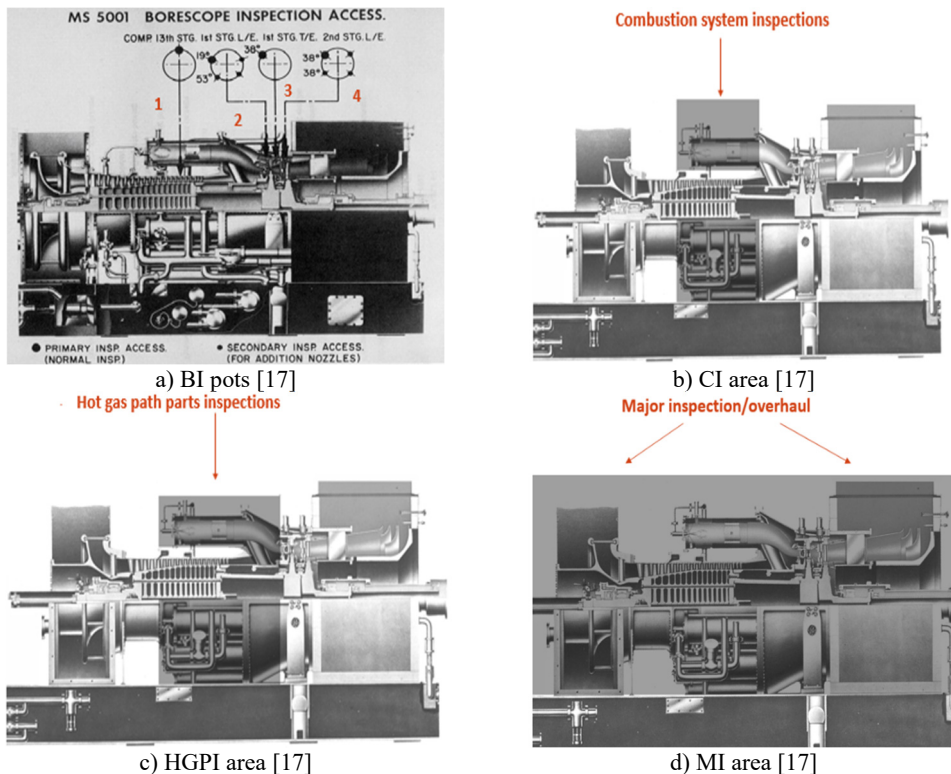 MS 5001 BORESCOPE INSPECTION ACCESS.
COMP. 13th STG. 1st STG. L/E. 1st STG. T/E. 2nd STG. L/E.
38°
19°
38°
53°
38°
1
2
3
4
● PRIMARY INSP. ACCESS. • SECONDARY INSP. ACCESS.
(NORMAL INSP.) (FOR ADDITION NOZZLES)
a) BI pots [17]
Combustion system inspections
b) CI area [17]
Hot gas path parts inspections
c) HGPI area [17]
Major inspection/overhaul
d) MI area [17]